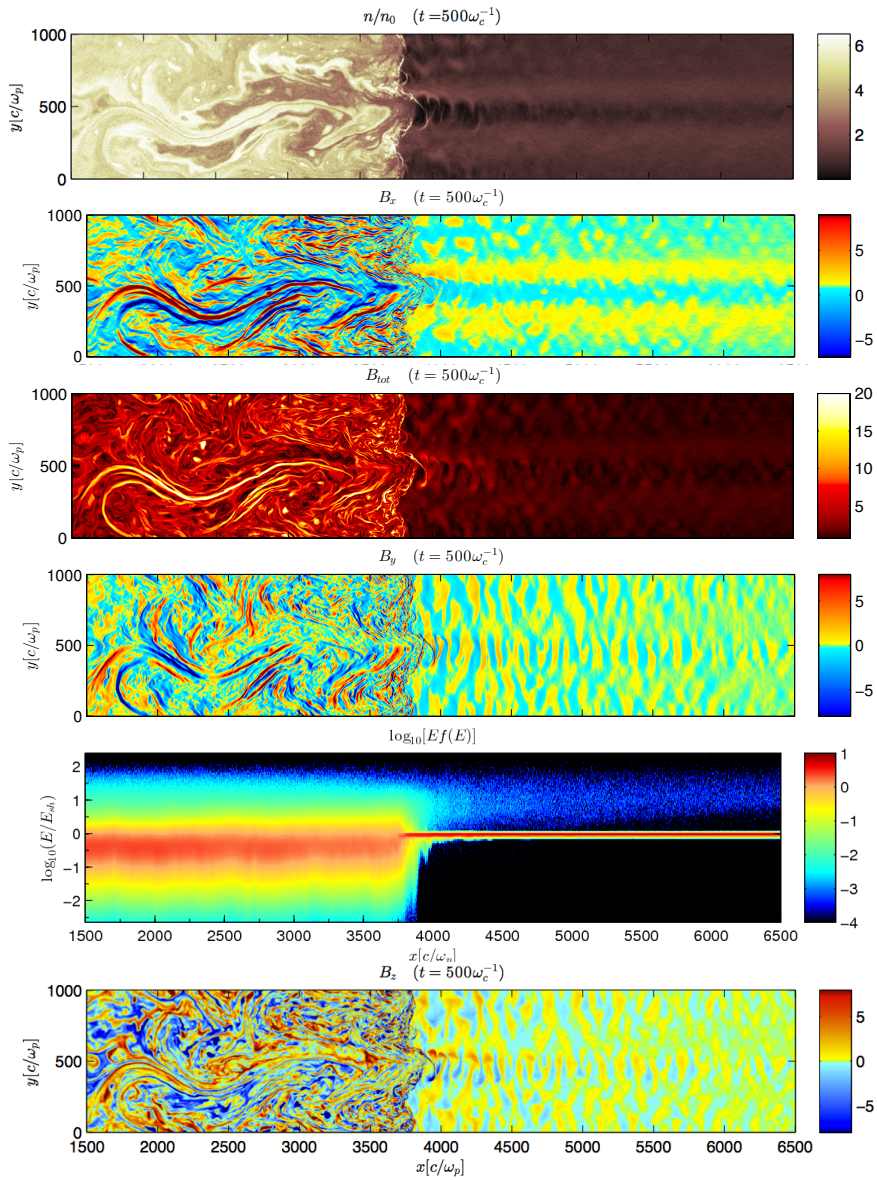 n/n₀ (t =500ω_c⁻¹)
1000
500
0
y[c/ω_p]
6
4
2
B_x (t = 500ω_c⁻¹)
1000
500
0
y[c/ω_p]
5
0
−5
B_tot (t = 500ω_c⁻¹)
1000
500
0
y[c/ω_p]
20
15
10
5
B_y (t = 500ω_c⁻¹)
1000
500
0
y[c/ω_p]
5
0
−5
log₁₀[Ef(E)]
2
1
0
−1
−2
log₁₀(E/E_sh)
1
0
−1
−2
−3
−4
1500 2000 2500 3000 3500 4000 4500 5000 5500 6000 6500
x[c/ω_p]
B_z (t = 500ω_c⁻¹)
1000
500
0
y[c/ω_p]
5
0
−5
1500 2000 2500 3000 3500 4000 4500 5000 5500 6000 6500
x[c/ω_p]